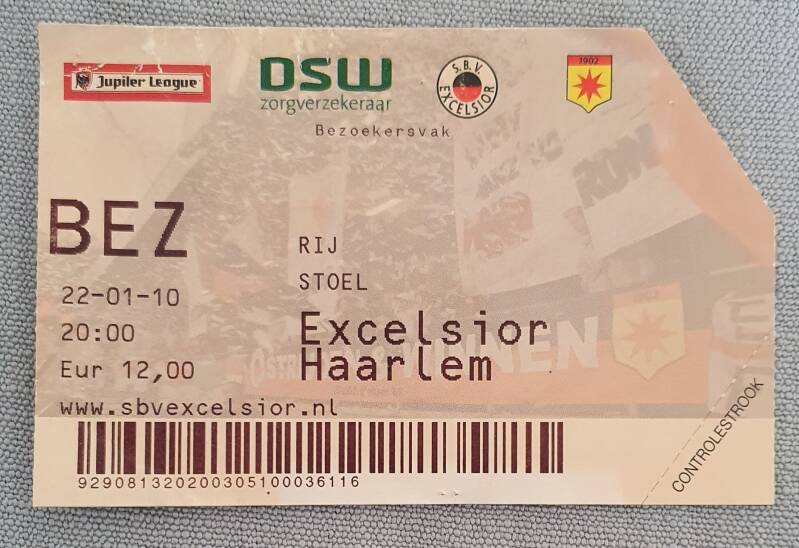 Jupiler League
DSW
zorgverzekeraar
S.B.V.
EXCELSIOR
1902
Bezoekersvak
BEZ
RIJ
STOEL
22-01-10
20:00
Eur 12,00
Excelsior
Haarlem
www.sbvexcelsior.nl
CONTROLESTROOK
929081320200305100036116